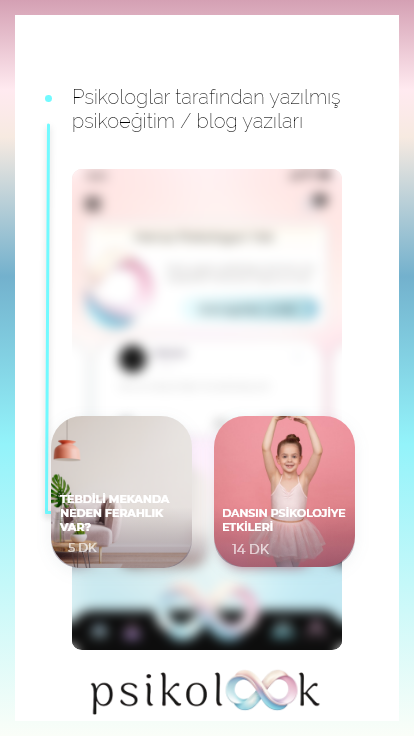 Psikologlar tarafından yazılmış
psikoeğitim / blog yazıları
TEBDİLİ MEKANDA
NEDEN FERAHLIK
VAR?
5 DK
DANSIN PSİKOLOJİYE
ETKİLERİ
14 DK
psikolook